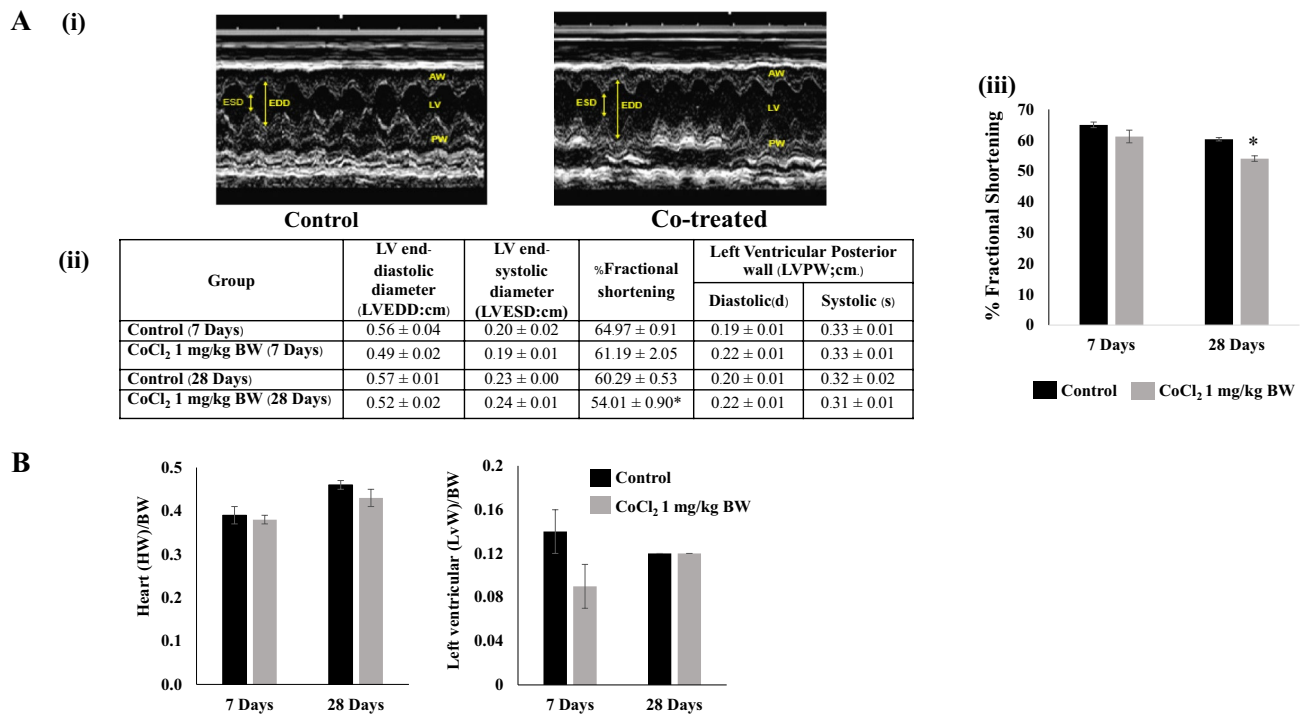 A (i)
AW
ESD EDD
LV
PW
Control
AW
ESD EDD
LV
PW
Co-treated
(ii)
Group
LV end-
diastolic
diameter
(LVEDD:cm)
LV end-
systolic
diameter
(LVESD:cm)
%Fractional
shortening
Left Ventricular Posterior
wall (LVPW;cm.)
Diastolic(d) Systolic (s)
Control (7 Days) 0.56 ± 0.04 0.20 ± 0.02 64.97 ± 0.91 0.19 ± 0.01 0.33 ± 0.01
CoCl₂ 1 mg/kg BW (7 Days) 0.49 ± 0.02 0.19 ± 0.01 61.19 ± 2.05 0.22 ± 0.01 0.33 ± 0.01
Control (28 Days) 0.57 ± 0.01 0.23 ± 0.00 60.29 ± 0.53 0.20 ± 0.01 0.32 ± 0.02
CoCl₂ 1 mg/kg BW (28 Days) 0.52 ± 0.02 0.24 ± 0.01 54.01 ± 0.90* 0.22 ± 0.01 0.31 ± 0.01
(iii)
% Fractional Shortening
70
60
50
40
30
20
10
0
*
7 Days 28 Days
Control CoCl₂ 1 mg/kg BW
B
Heart (HW)/BW
0.5
0.4
0.3
0.2
0.1
0.0
7 Days 28 Days
Left ventricular (LvW)/BW
0.2
0.16
0.12
0.08
0.04
0
Control
CoCl₂ 1 mg/kg BW
7 Days 28 Days